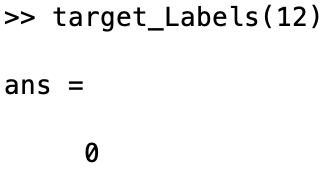 >> target_Labels(12)
ans =
0